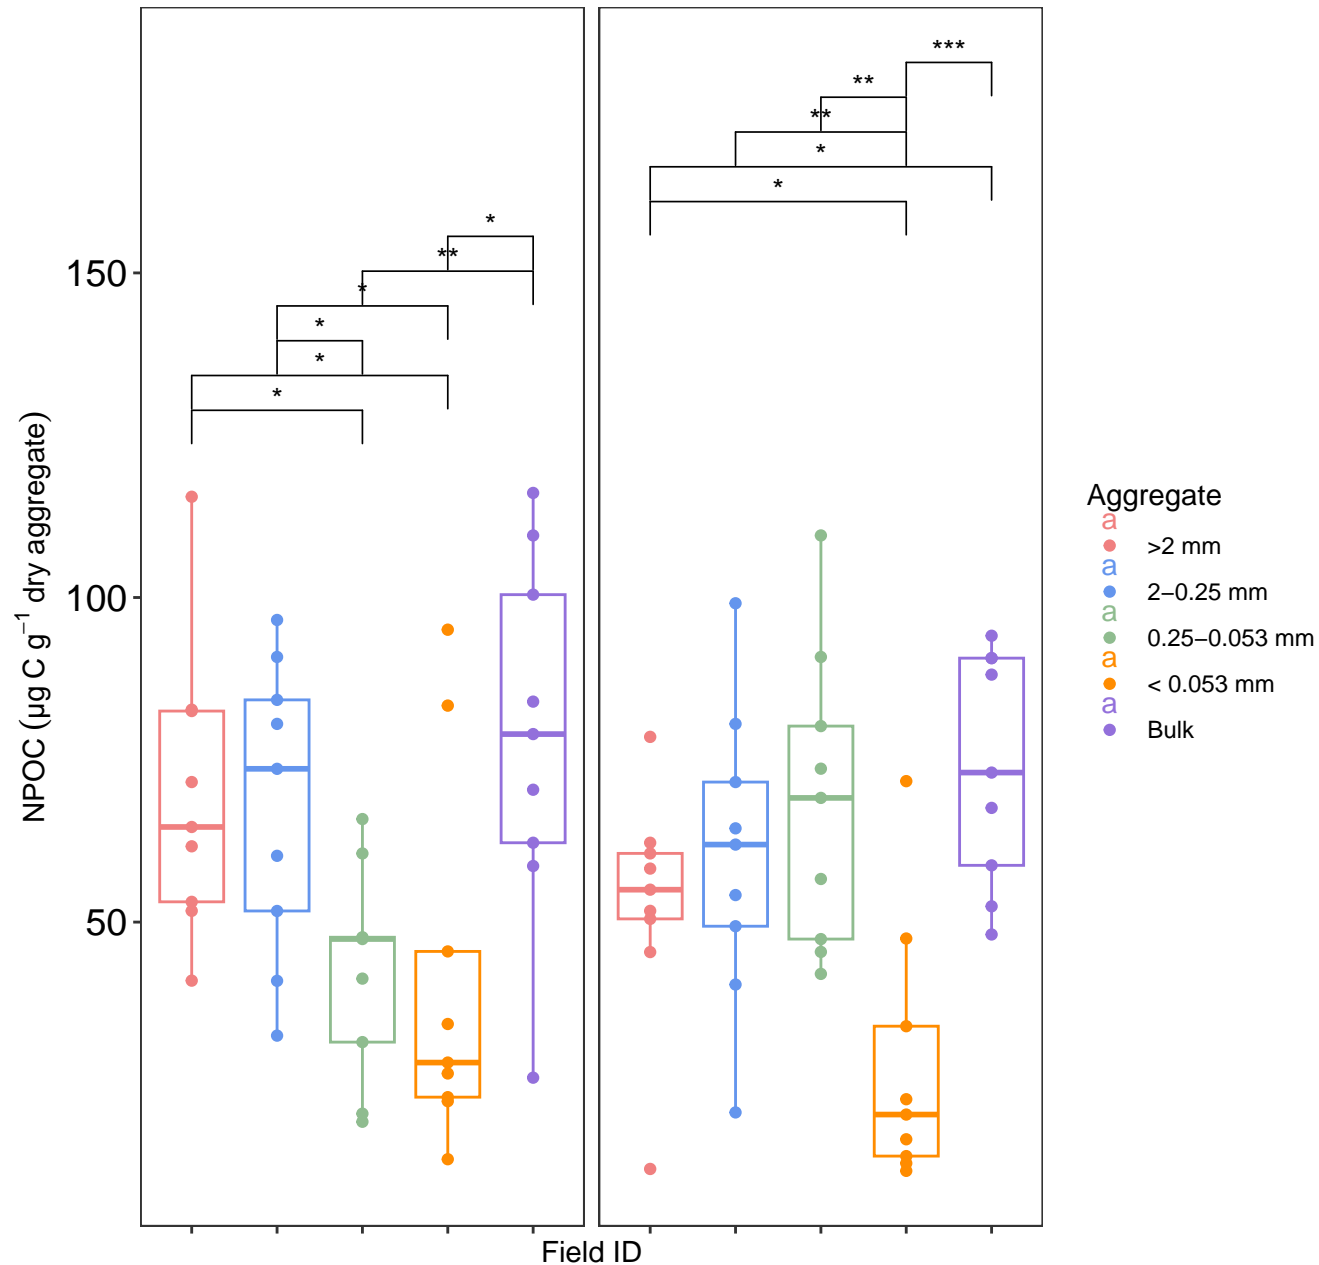 ***
**
**
*
*
*
**
*
*
*
*
150
100
50
NPOC (μg C g⁻¹ dry aggregate)
Field ID
Aggregate
a
>2 mm
a
2−0.25 mm
a
0.25−0.053 mm
a
< 0.053 mm
a
Bulk